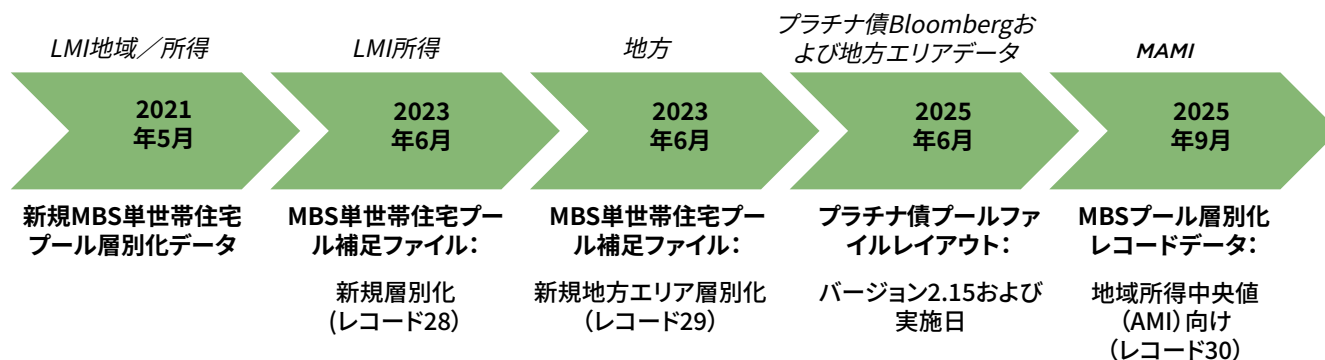 LMI地域／所得
2021
年5月
新規MBS単世帯住宅
プール層別化データ
LMI所得
2023
年6月
MBS単世帯住宅プー
ル補足ファイル：
新規層別化
(レコード28）
地方
2023
年6月
MBS単世帯住宅プー
ル補足ファイル：
新規地方エリア層別化
（レコード29）
プラチナ債Bloombergお
よび地方エリアデータ
2025
年6月
プラチナ債プールファ
イルレイアウト：
バージョン2.15および
実施日
MAMI
2025
年9月
MBSプール層別化
レコードデータ：
地域所得中央値
（AMI）向け
（レコード30）